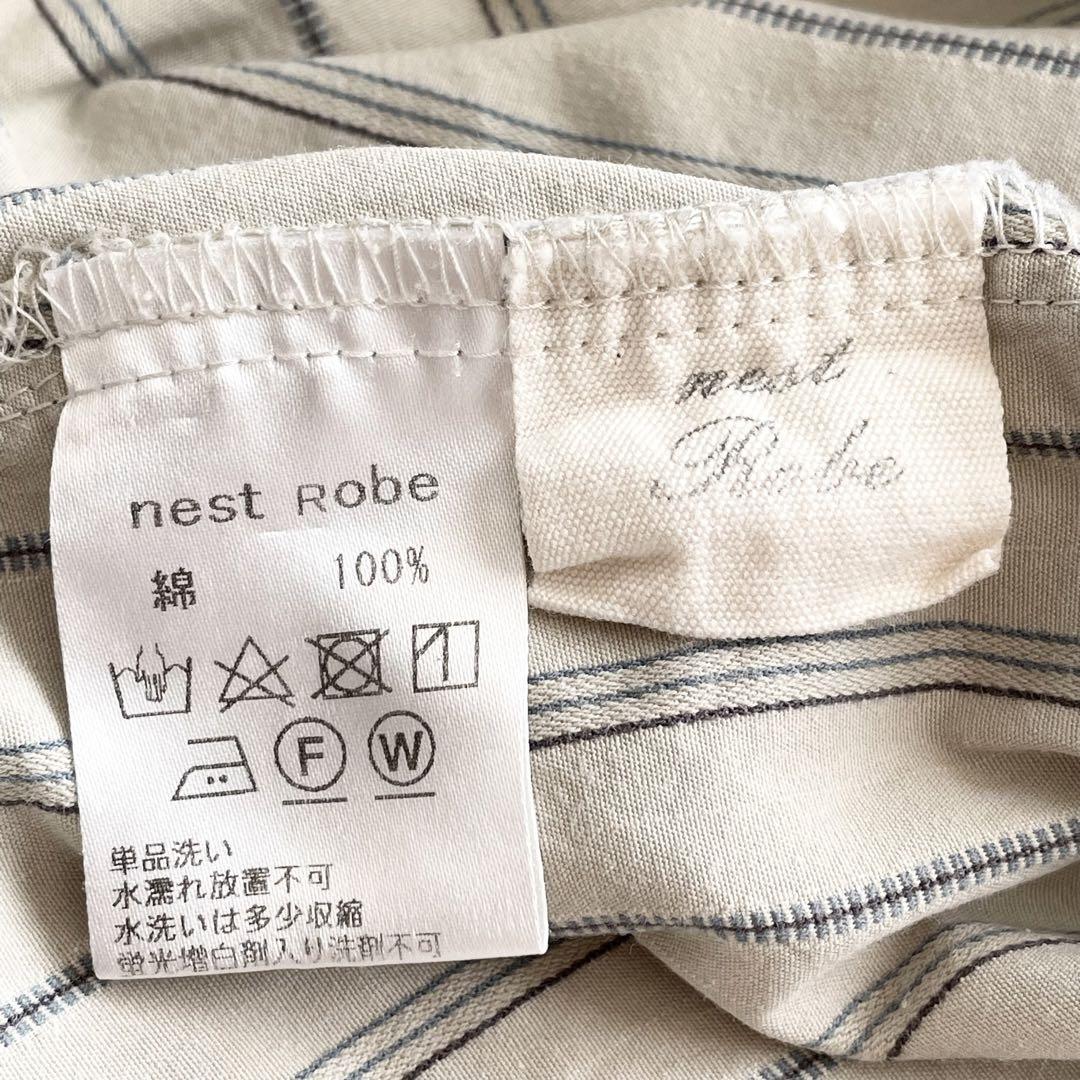 nest Robe
綿 100%
F W
単品洗い
水濡れ放置不可
水洗いは多少収縮
蛍光増白剤入り洗剤不可
nest
Robe